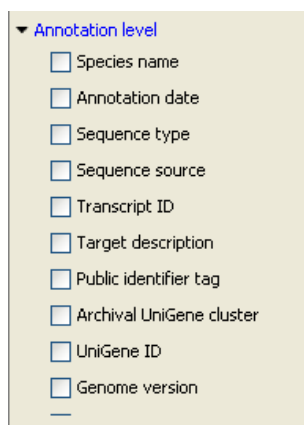 Annotation level
Species name
Annotation date
Sequence type
Sequence source
Transcript ID
Target description
Public identifier tag
Archival UniGene cluster
UniGene ID
Genome version